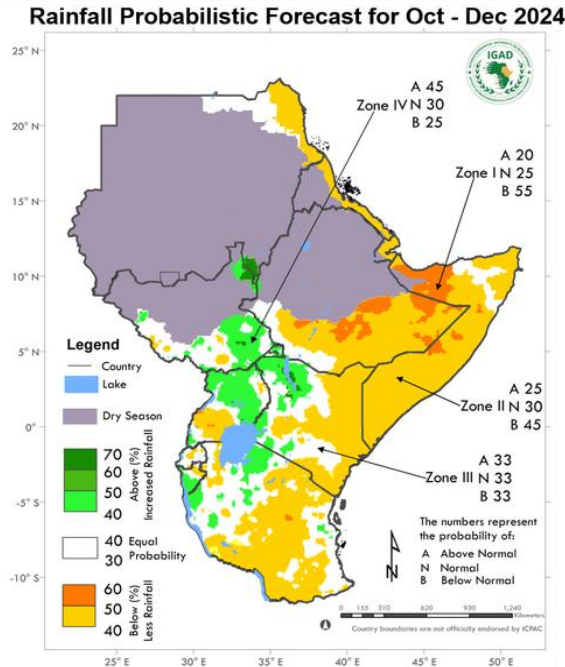 Rainfall Probabilistic Forecast for Oct - Dec 2024
IGAD
25° N
20° N
15° N
10° N
5° N
0°
-5° S
-10° S
A 45
Zone IV N 30
B 25
A 20
Zone I N 25
B 55
A 25
Zone II N 30
B 45
A 33
Zone III N 33
B 33
Legend
Country
Lake
Dry Season
70
60
50
40
Above (%)
Increased Rainfall
40
30
Equal
Probability
60
50
40
Below (%)
Less Rainfall
The numbers represent
the probability of:
A Above Normal
N Normal
B Below Normal
N
0 155 310 620 930 1,240
Kilometers
Country boundaries are not officially endorsed by ICPAC
25° E
30° E
35° E
40° E
45° E
50° E